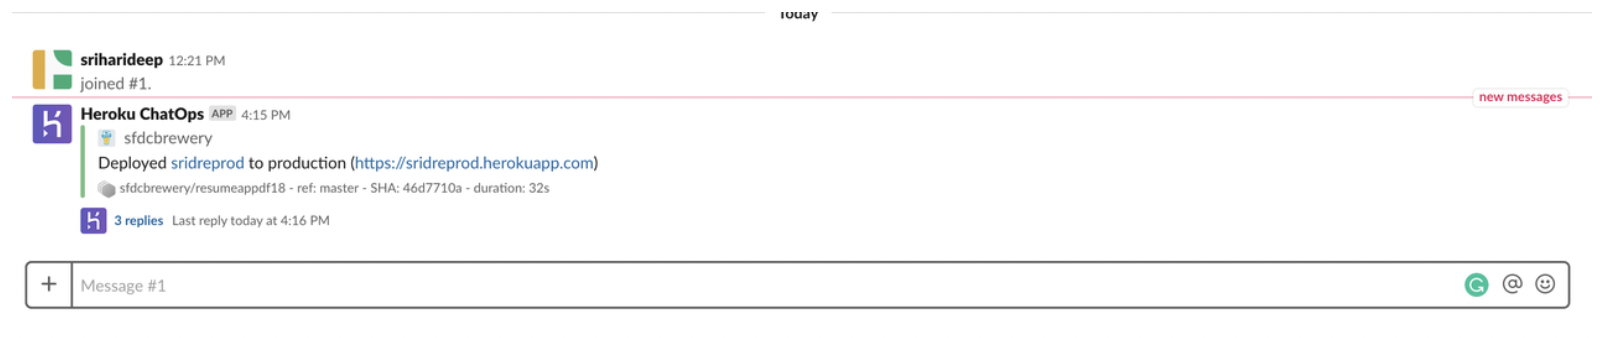 Today
sriharideep 12:21 PM
joined #1.
new messages
Heroku ChatOps APP 4:15 PM
sfdcbrewery
Deployed sridreprod to production (https://sridreprod.herokuapp.com)
sfdcbrewery/resumeappdf18 - ref: master - SHA: 46d7710a - duration: 32s
3 replies Last reply today at 4:16 PM
+ Message #1 @